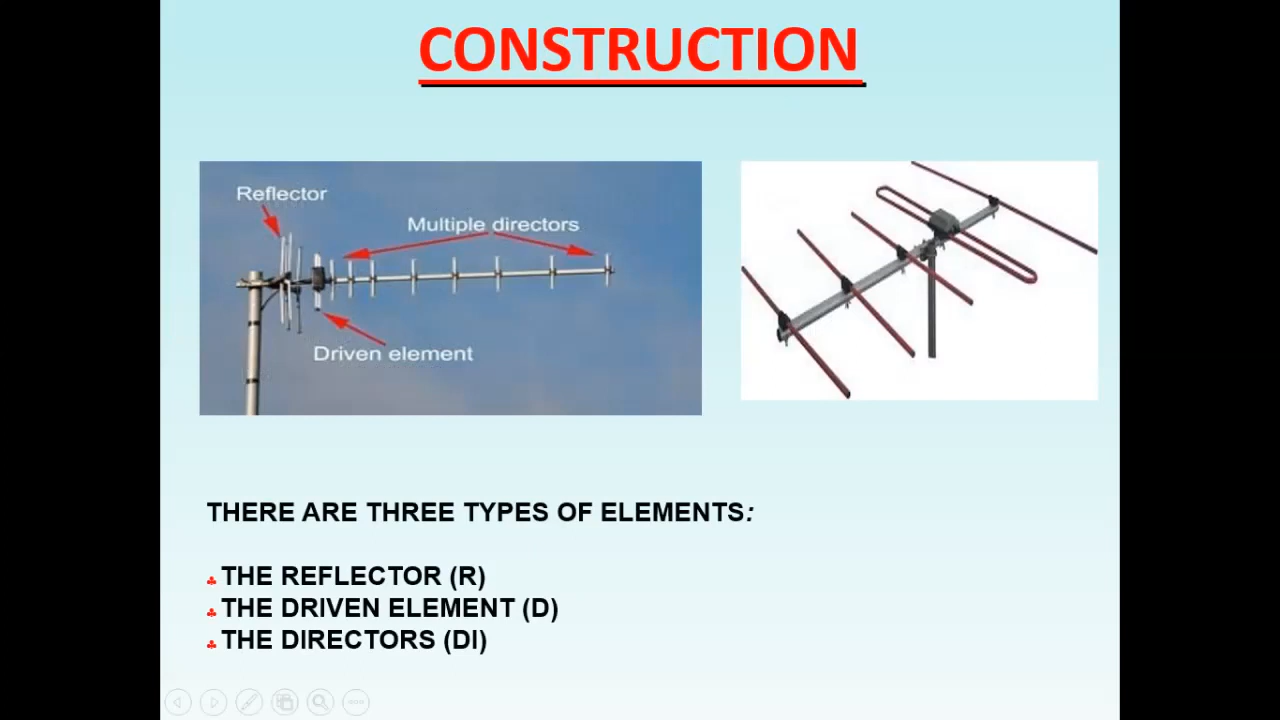 CONSTRUCTION
Reflector
Multiple directors
Driven element
THERE ARE THREE TYPES OF ELEMENTS:
THE REFLECTOR (R)
THE DRIVEN ELEMENT (D)
THE DIRECTORS (DI)